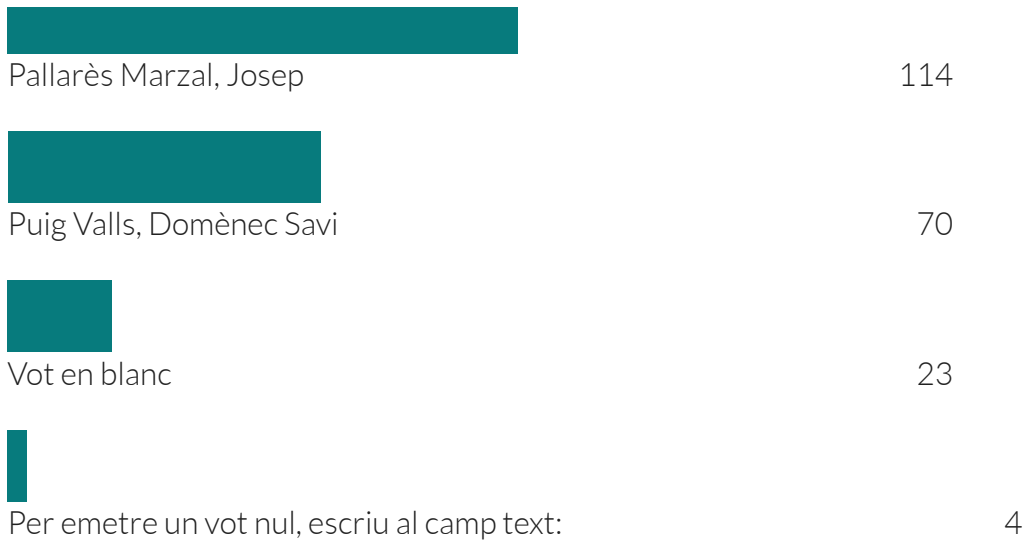 Pallarès Marzal, Josep 114
Puig Valls, Domènec Savi 70
Vot en blanc 23
Per emetre un vot nul, escriu al camp text: 4